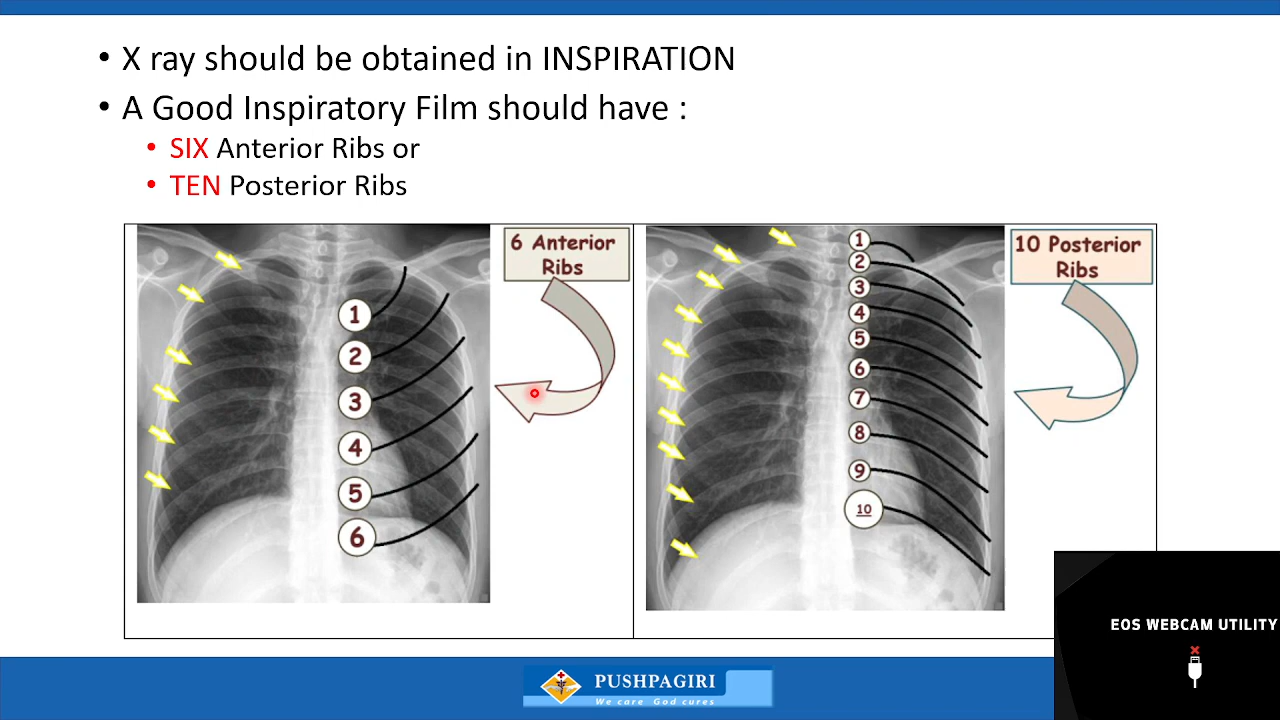 • X ray should be obtained in INSPIRATION
• A Good Inspiratory Film should have :
• SIX Anterior Ribs or
• TEN Posterior Ribs
6 Anterior
Ribs
1
2
3
4
5
6
10 Posterior
Ribs
1
2
3
4
5
6
7
8
9
10
EOS WEBCAM UTILITY
PUSHPAGIRI
We care God cures